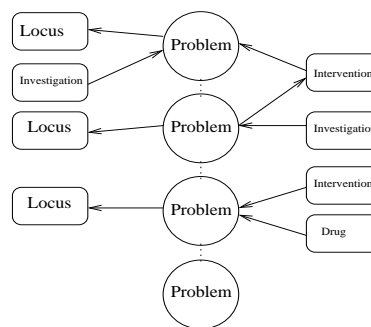 Locus
Problem
Investigation
Intervention
Locus
Problem
Investigation
Intervention
Locus
Problem
Drug
Problem